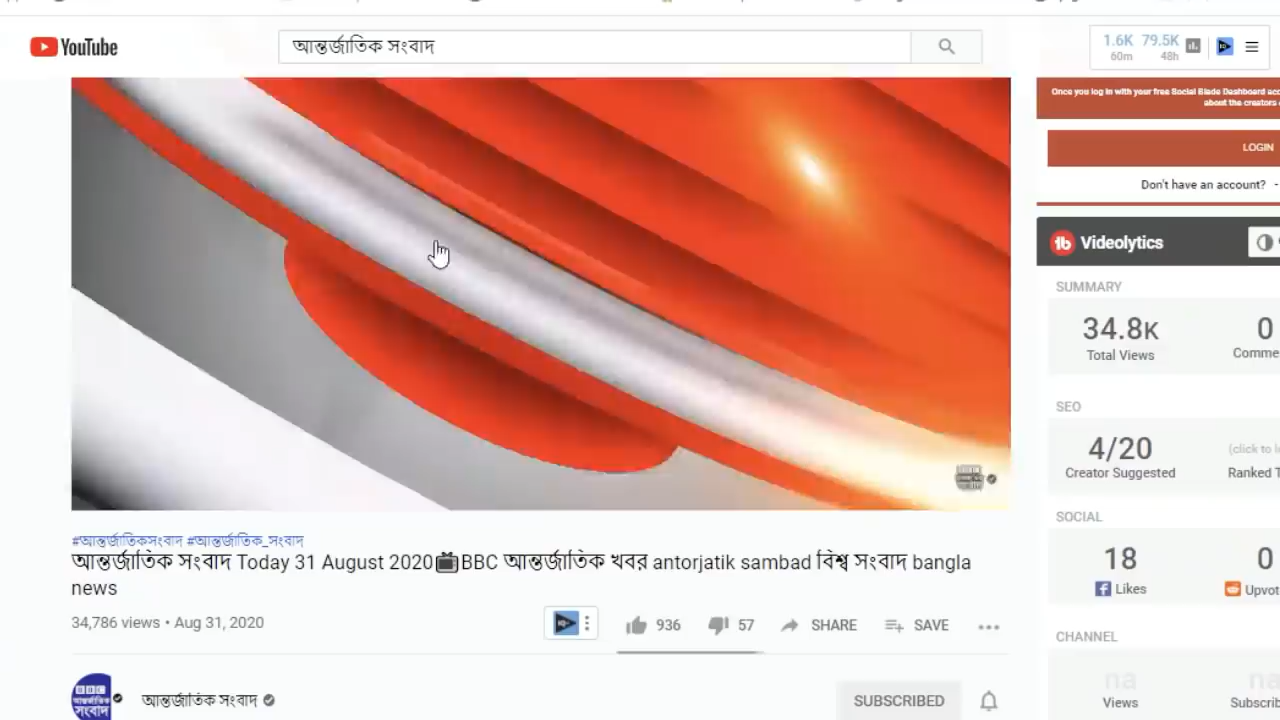 YouTube
আন্তর্জাতিক সংবাদ
1.6K 79.5K
60m 48h
Once you log in with your free Social Blade Dashboard
about the creators
LOGIN
Don't have an account? -
Videolytics
SUMMARY
34.8K 0
Total Views
SEO
4/20 (click to
Creator Suggested Ranked
SOCIAL
18 0
Likes
CHANNEL
na na
Views
#আন্তর্জাতিকসংবাদ #আন্তর্জাতিক_সংবাদ
আন্তর্জাতিক সংবাদ Today 31 August 2020📺BBC আন্তর্জাতিক খবর antorjatik sambad বিশ্ব সংবাদ bangla
news
34,786 views • Aug 31, 2020
936 57 SHARE SAVE
BBC
আন্তর্জাতিক
সংবাদ
আন্তর্জাতিক সংবাদ
SUBSCRIBED